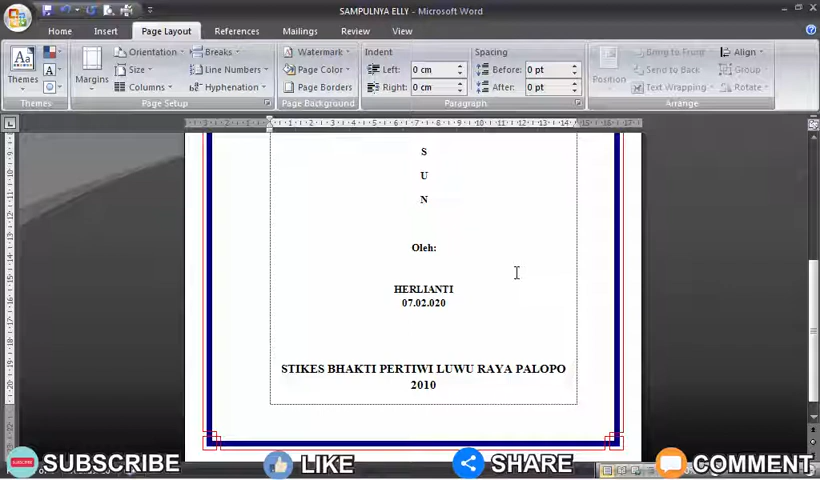 SAMPULNYA ELLY - Microsoft Word
Home Insert Page Layout References Mailings Review View
Themes
Themes
Margins
Orientation
Size
Columns
Breaks
Line Numbers
Hyphenation
Page Setup
Watermark
Page Color
Page Borders
Page Background
Indent
Left: 0 cm
Right: 0 cm
Spacing
Before: 0 pt
After: 0 pt
Paragraph
Position
Bring to Front
Send to Back
Text Wrapping
Align
Group
Rotate
Arrange
S
U
N
Oleh:
HERLIANTI
07.02.020
STIKES BHAKTI PERTIWI LUWU RAYA PALOPO
2010
SUBSCRIBE
LIKE
SHARE
COMMENT